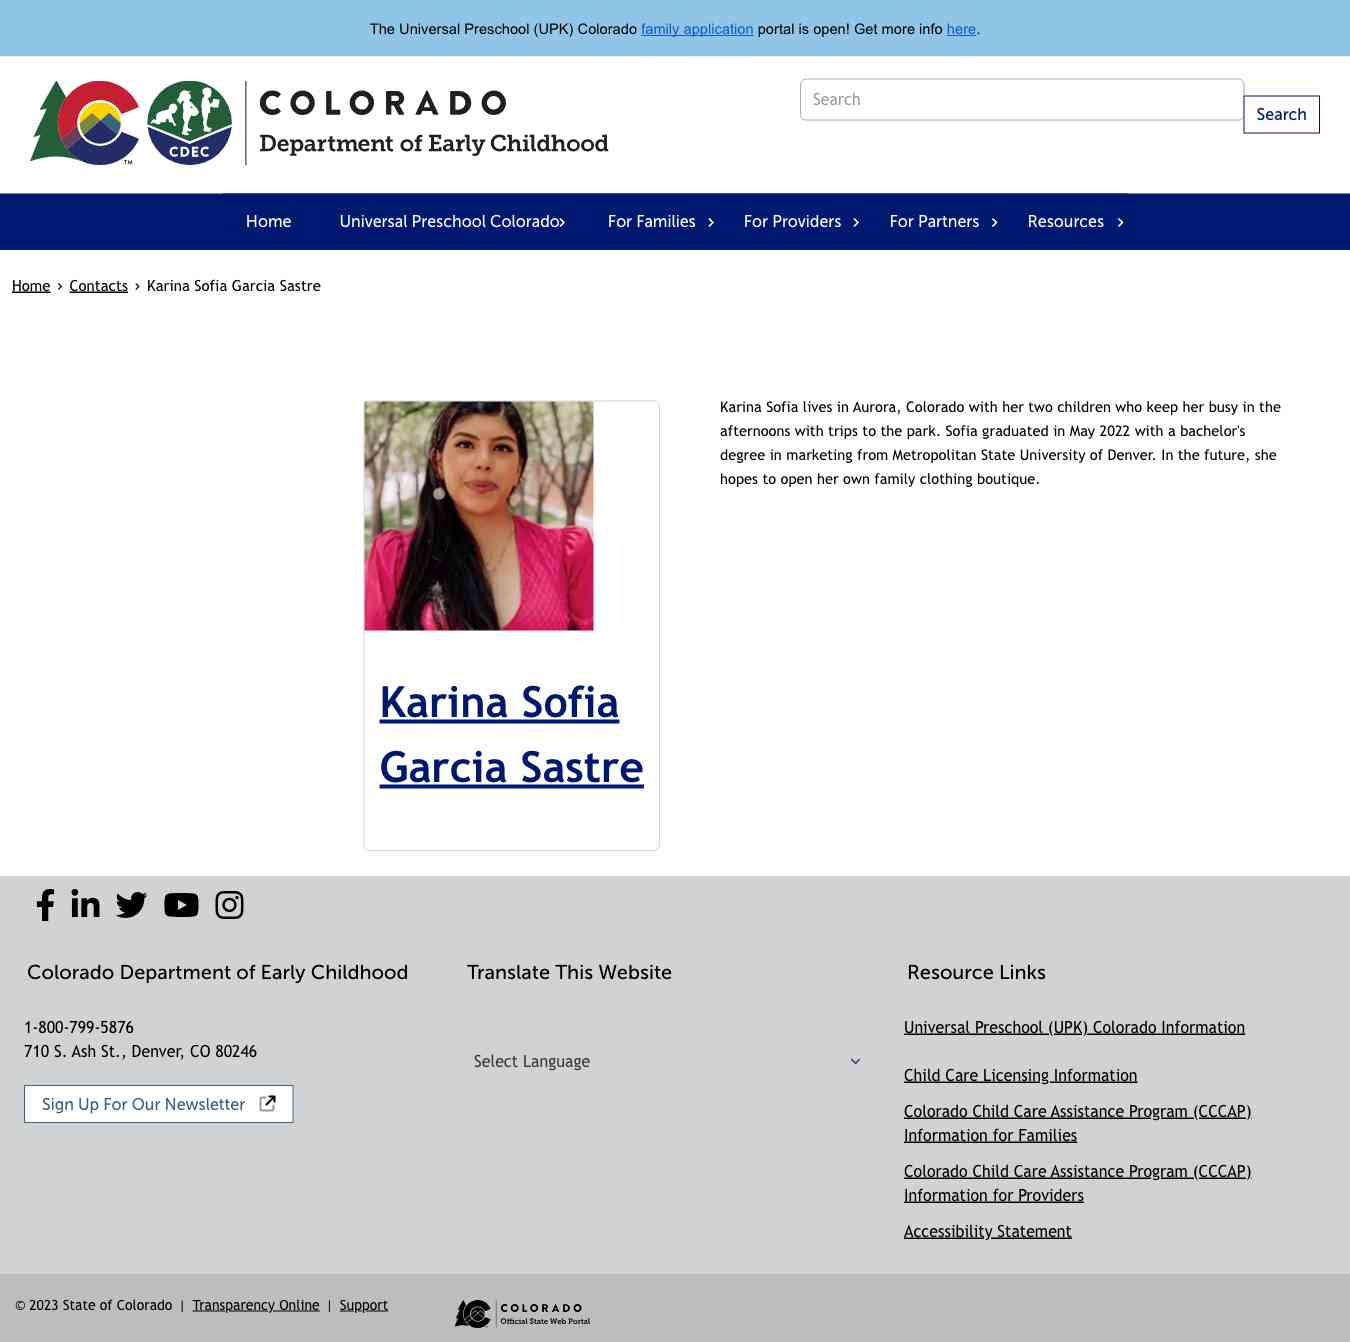 The Universal Preschool (UPK) Colorado family application portal is open! Get more info here.
CDEC
TM
COLORADO
Department of Early Childhood
Search
Search
Home
Universal Preschool Colorado
For Families
For Providers
For Partners
Resources
Home › Contacts › Karina Sofia Garcia Sastre
Karina Sofia
Garcia Sastre
Karina Sofia lives in Aurora, Colorado with her two children who keep her busy in the
afternoons with trips to the park. Sofia graduated in May 2022 with a bachelor's
degree in marketing from Metropolitan State University of Denver. In the future, she
hopes to open her own family clothing boutique.
Colorado Department of Early Childhood
1-800-799-5876
710 S. Ash St., Denver, CO 80246
Sign Up For Our Newsletter
Translate This Website
Select Language
Resource Links
Universal Preschool (UPK) Colorado Information
Child Care Licensing Information
Colorado Child Care Assistance Program (CCCAP)
Information for Families
Colorado Child Care Assistance Program (CCCAP)
Information for Providers
Accessibility Statement
© 2023 State of Colorado | Transparency Online | Support
COLORADO
Official State Web Portal